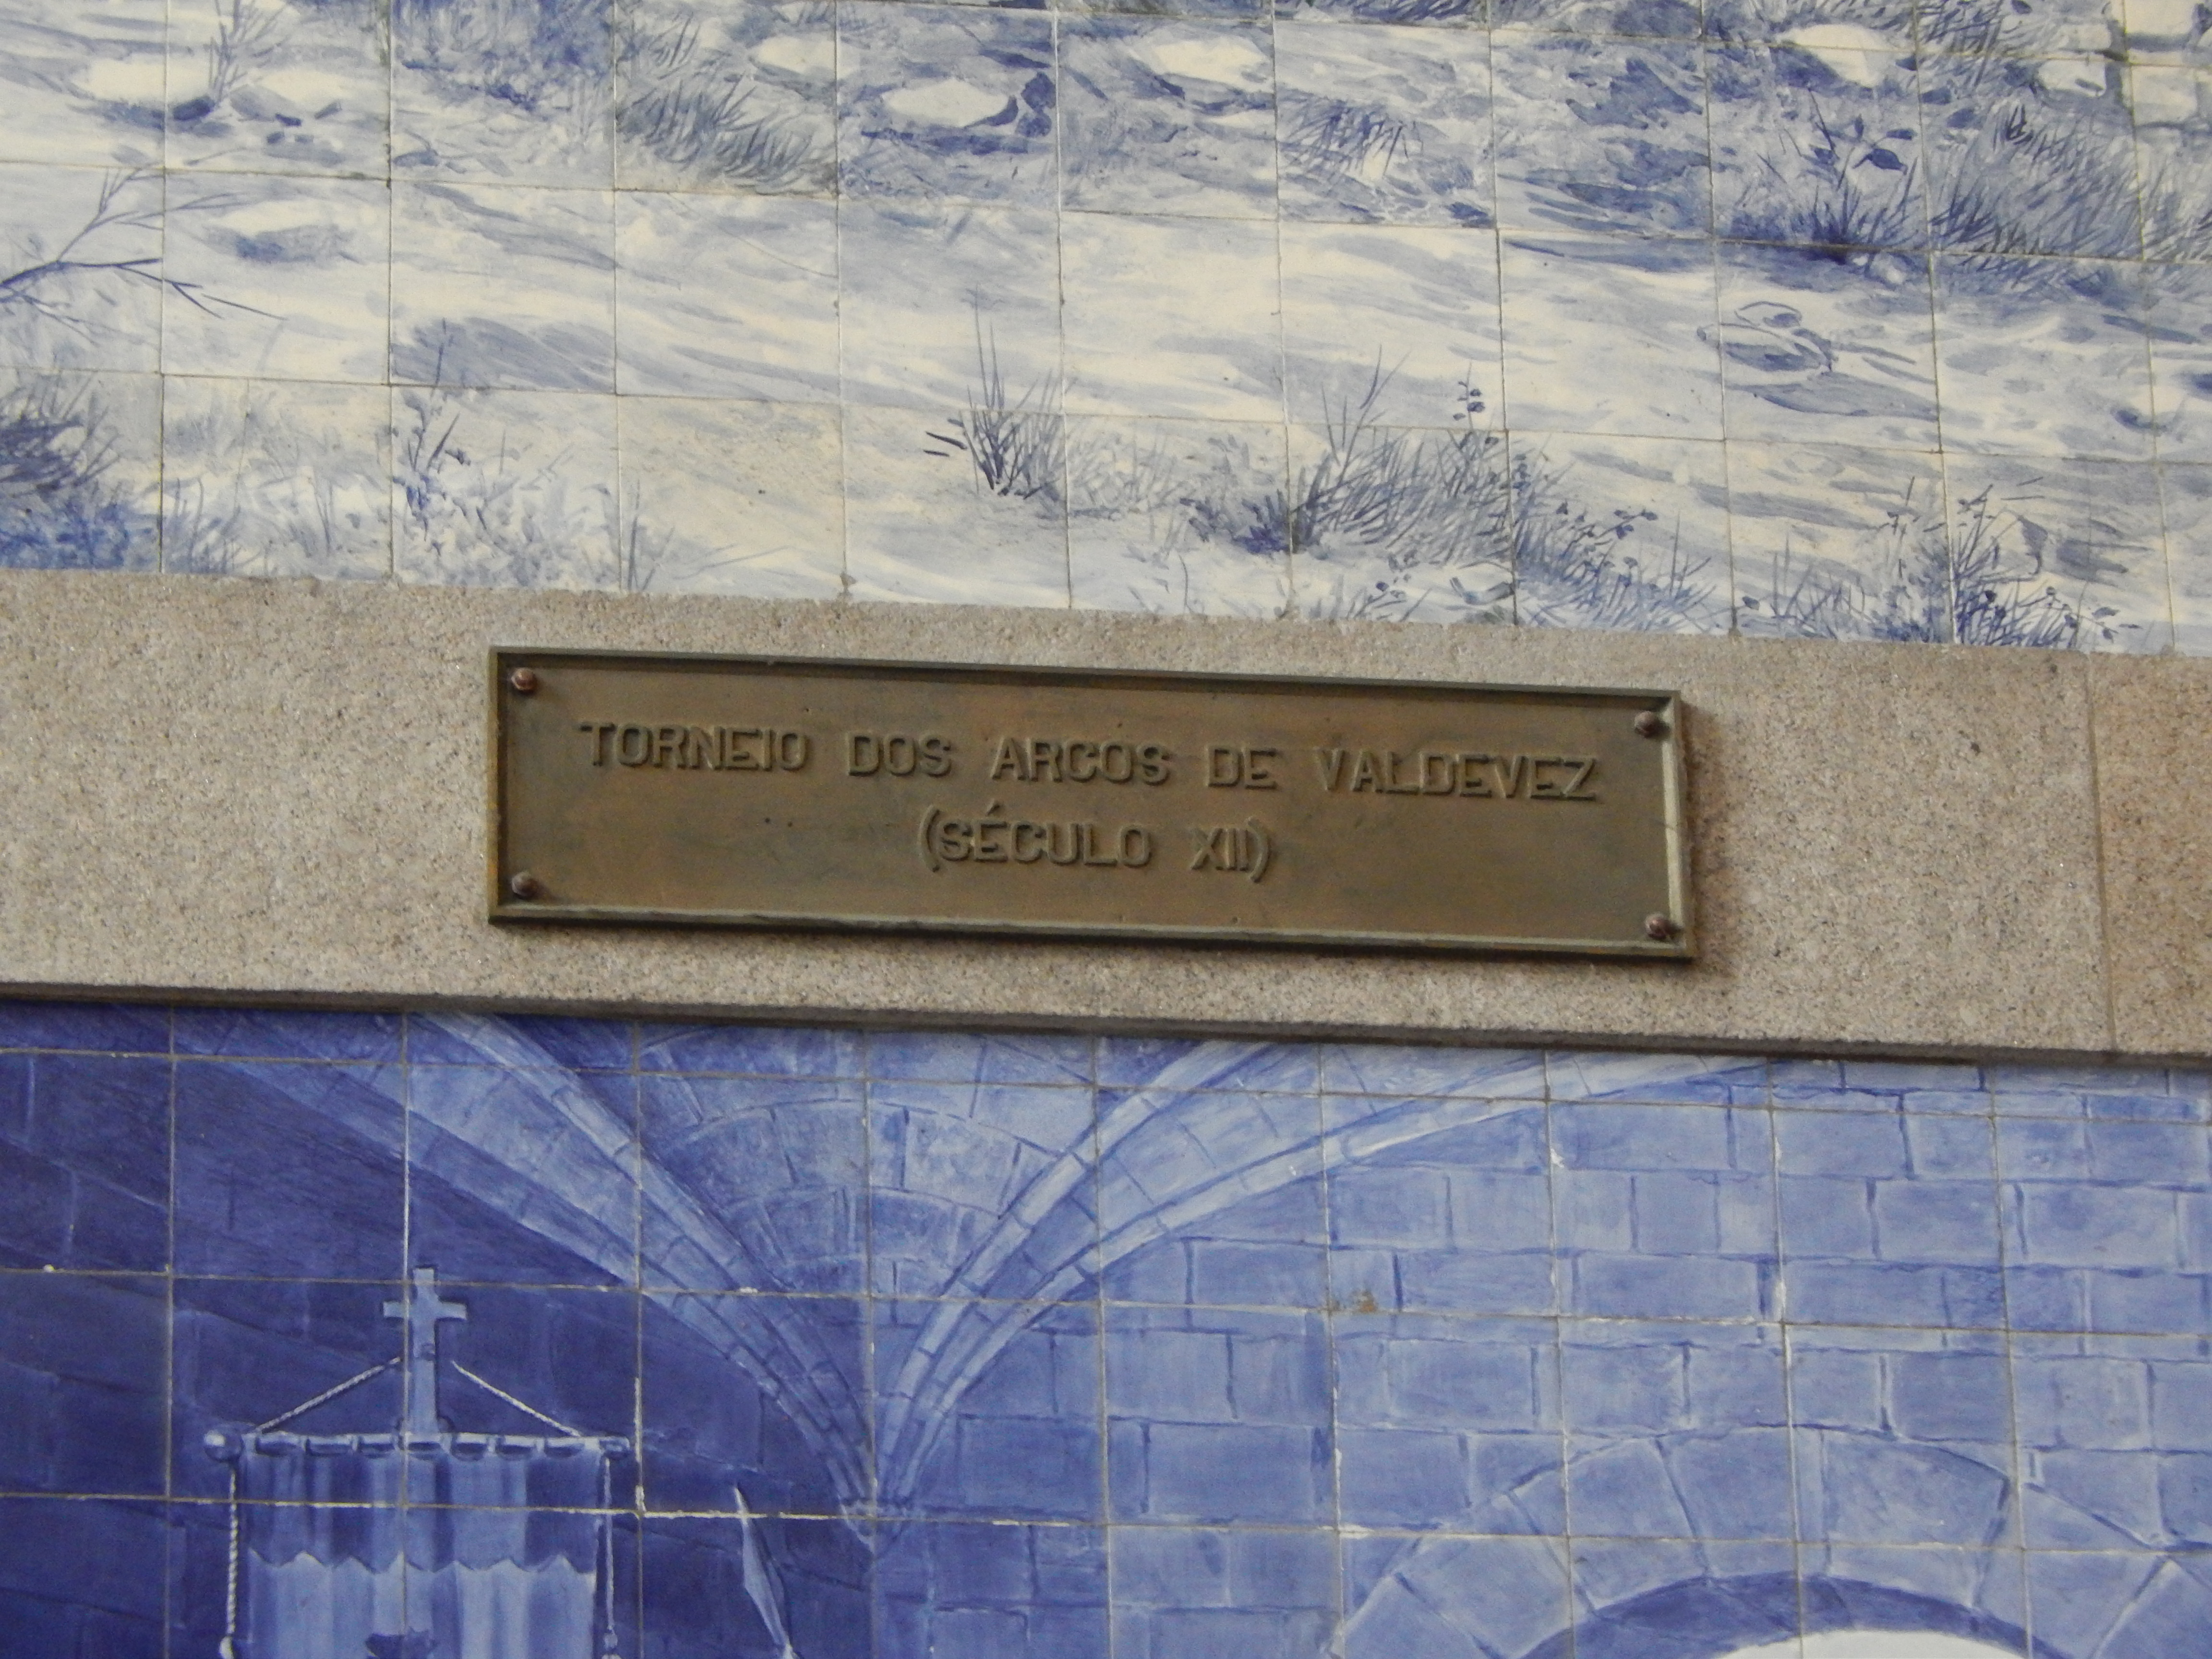 TORNEIO DOS ARCOS DE VALDEVEZ
(SÉCULO XII)